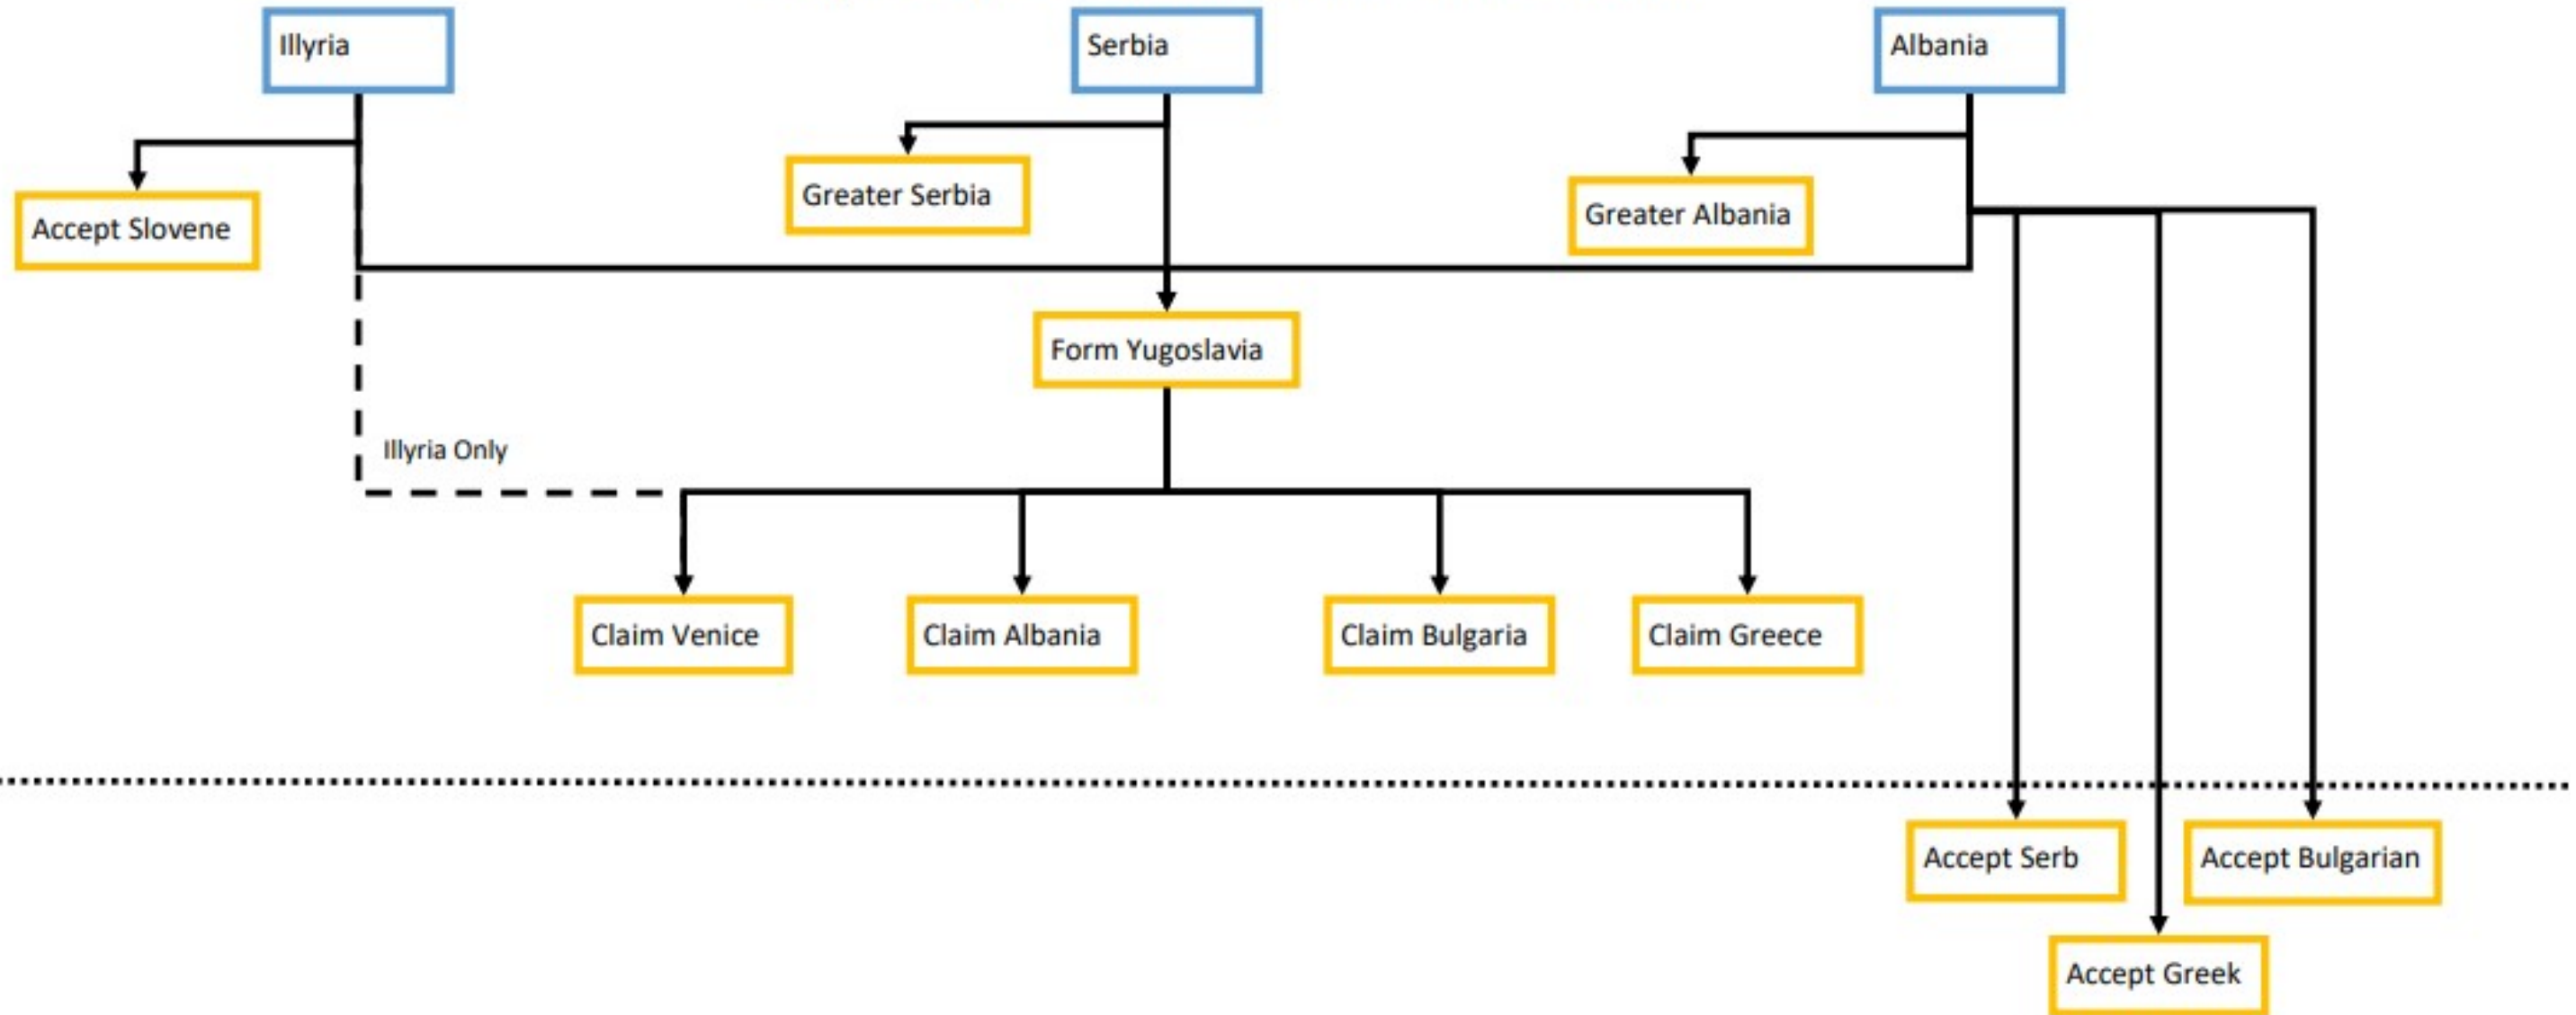 Illyria
Serbia
Albania
Accept Slovene
Greater Serbia
Greater Albania
Form Yugoslavia
Illyria Only
Claim Venice
Claim Albania
Claim Bulgaria
Claim Greece
Accept Serb
Accept Bulgarian
Accept Greek